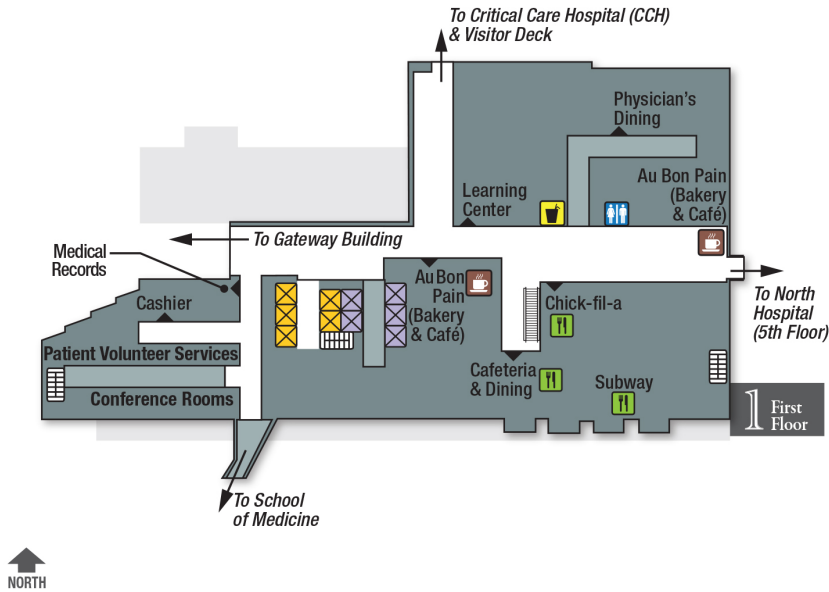 To Critical Care Hospital (CCH)
& Visitor Deck
Physician's
Dining
Au Bon Pain
(Bakery
& Café)
Learning
Center
To Gateway Building
Medical
Records
Cashier
Au Bon
Pain
(Bakery
& Café)
Chick-fil-a
To North
Hospital
(5th Floor)
Patient Volunteer Services
Conference Rooms
Cafeteria
& Dining
Subway
1 First
Floor
To School
of Medicine
NORTH